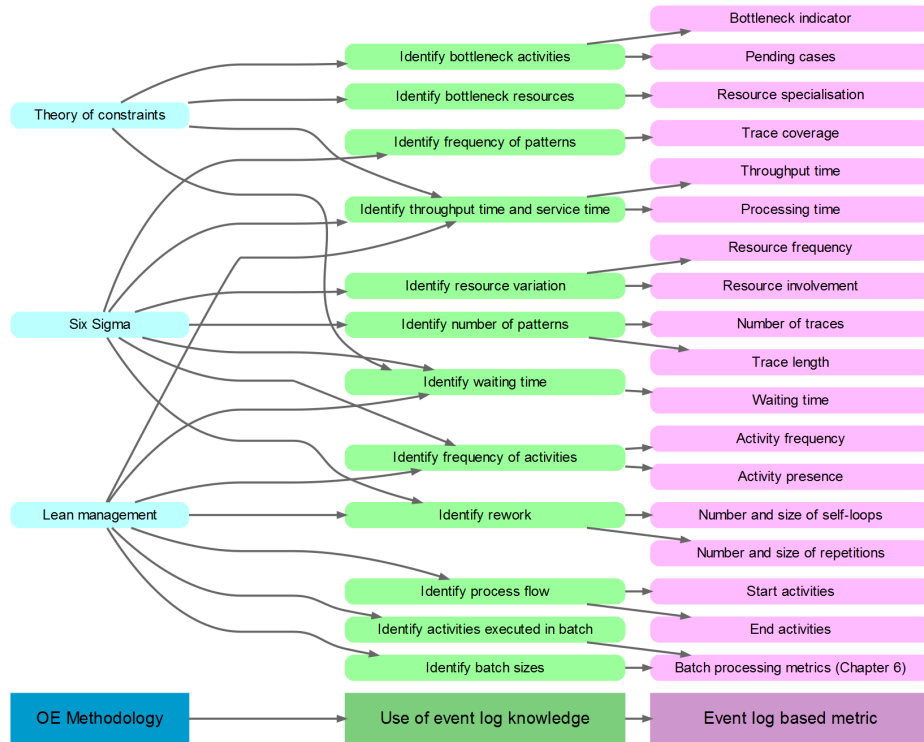 Bottleneck indicator
Identify bottleneck activities
Pending cases
Identify bottleneck resources
Resource specialisation
Theory of constraints
Trace coverage
Identify frequency of patterns
Throughput time
Identify throughput time and service time
Processing time
Resource frequency
Identify resource variation
Resource involvement
Six Sigma
Identify number of patterns
Number of traces
Trace length
Identify waiting time
Waiting time
Activity frequency
Identify frequency of activities
Activity presence
Lean management
Identify rework
Number and size of self-loops
Number and size of repetitions
Identify process flow
Start activities
Identify activities executed in batch
End activities
Identify batch sizes
Batch processing metrics (Chapter 6)
OE Methodology
Use of event log knowledge
Event log based metric